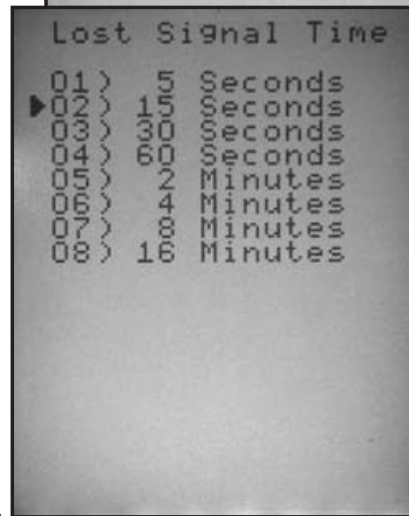 Lost Signal Time
01) 5 Seconds
02) 15 Seconds
03) 30 Seconds
04) 60 Seconds
05) 2 Minutes
06) 4 Minutes
07) 8 Minutes
08) 16 Minutes